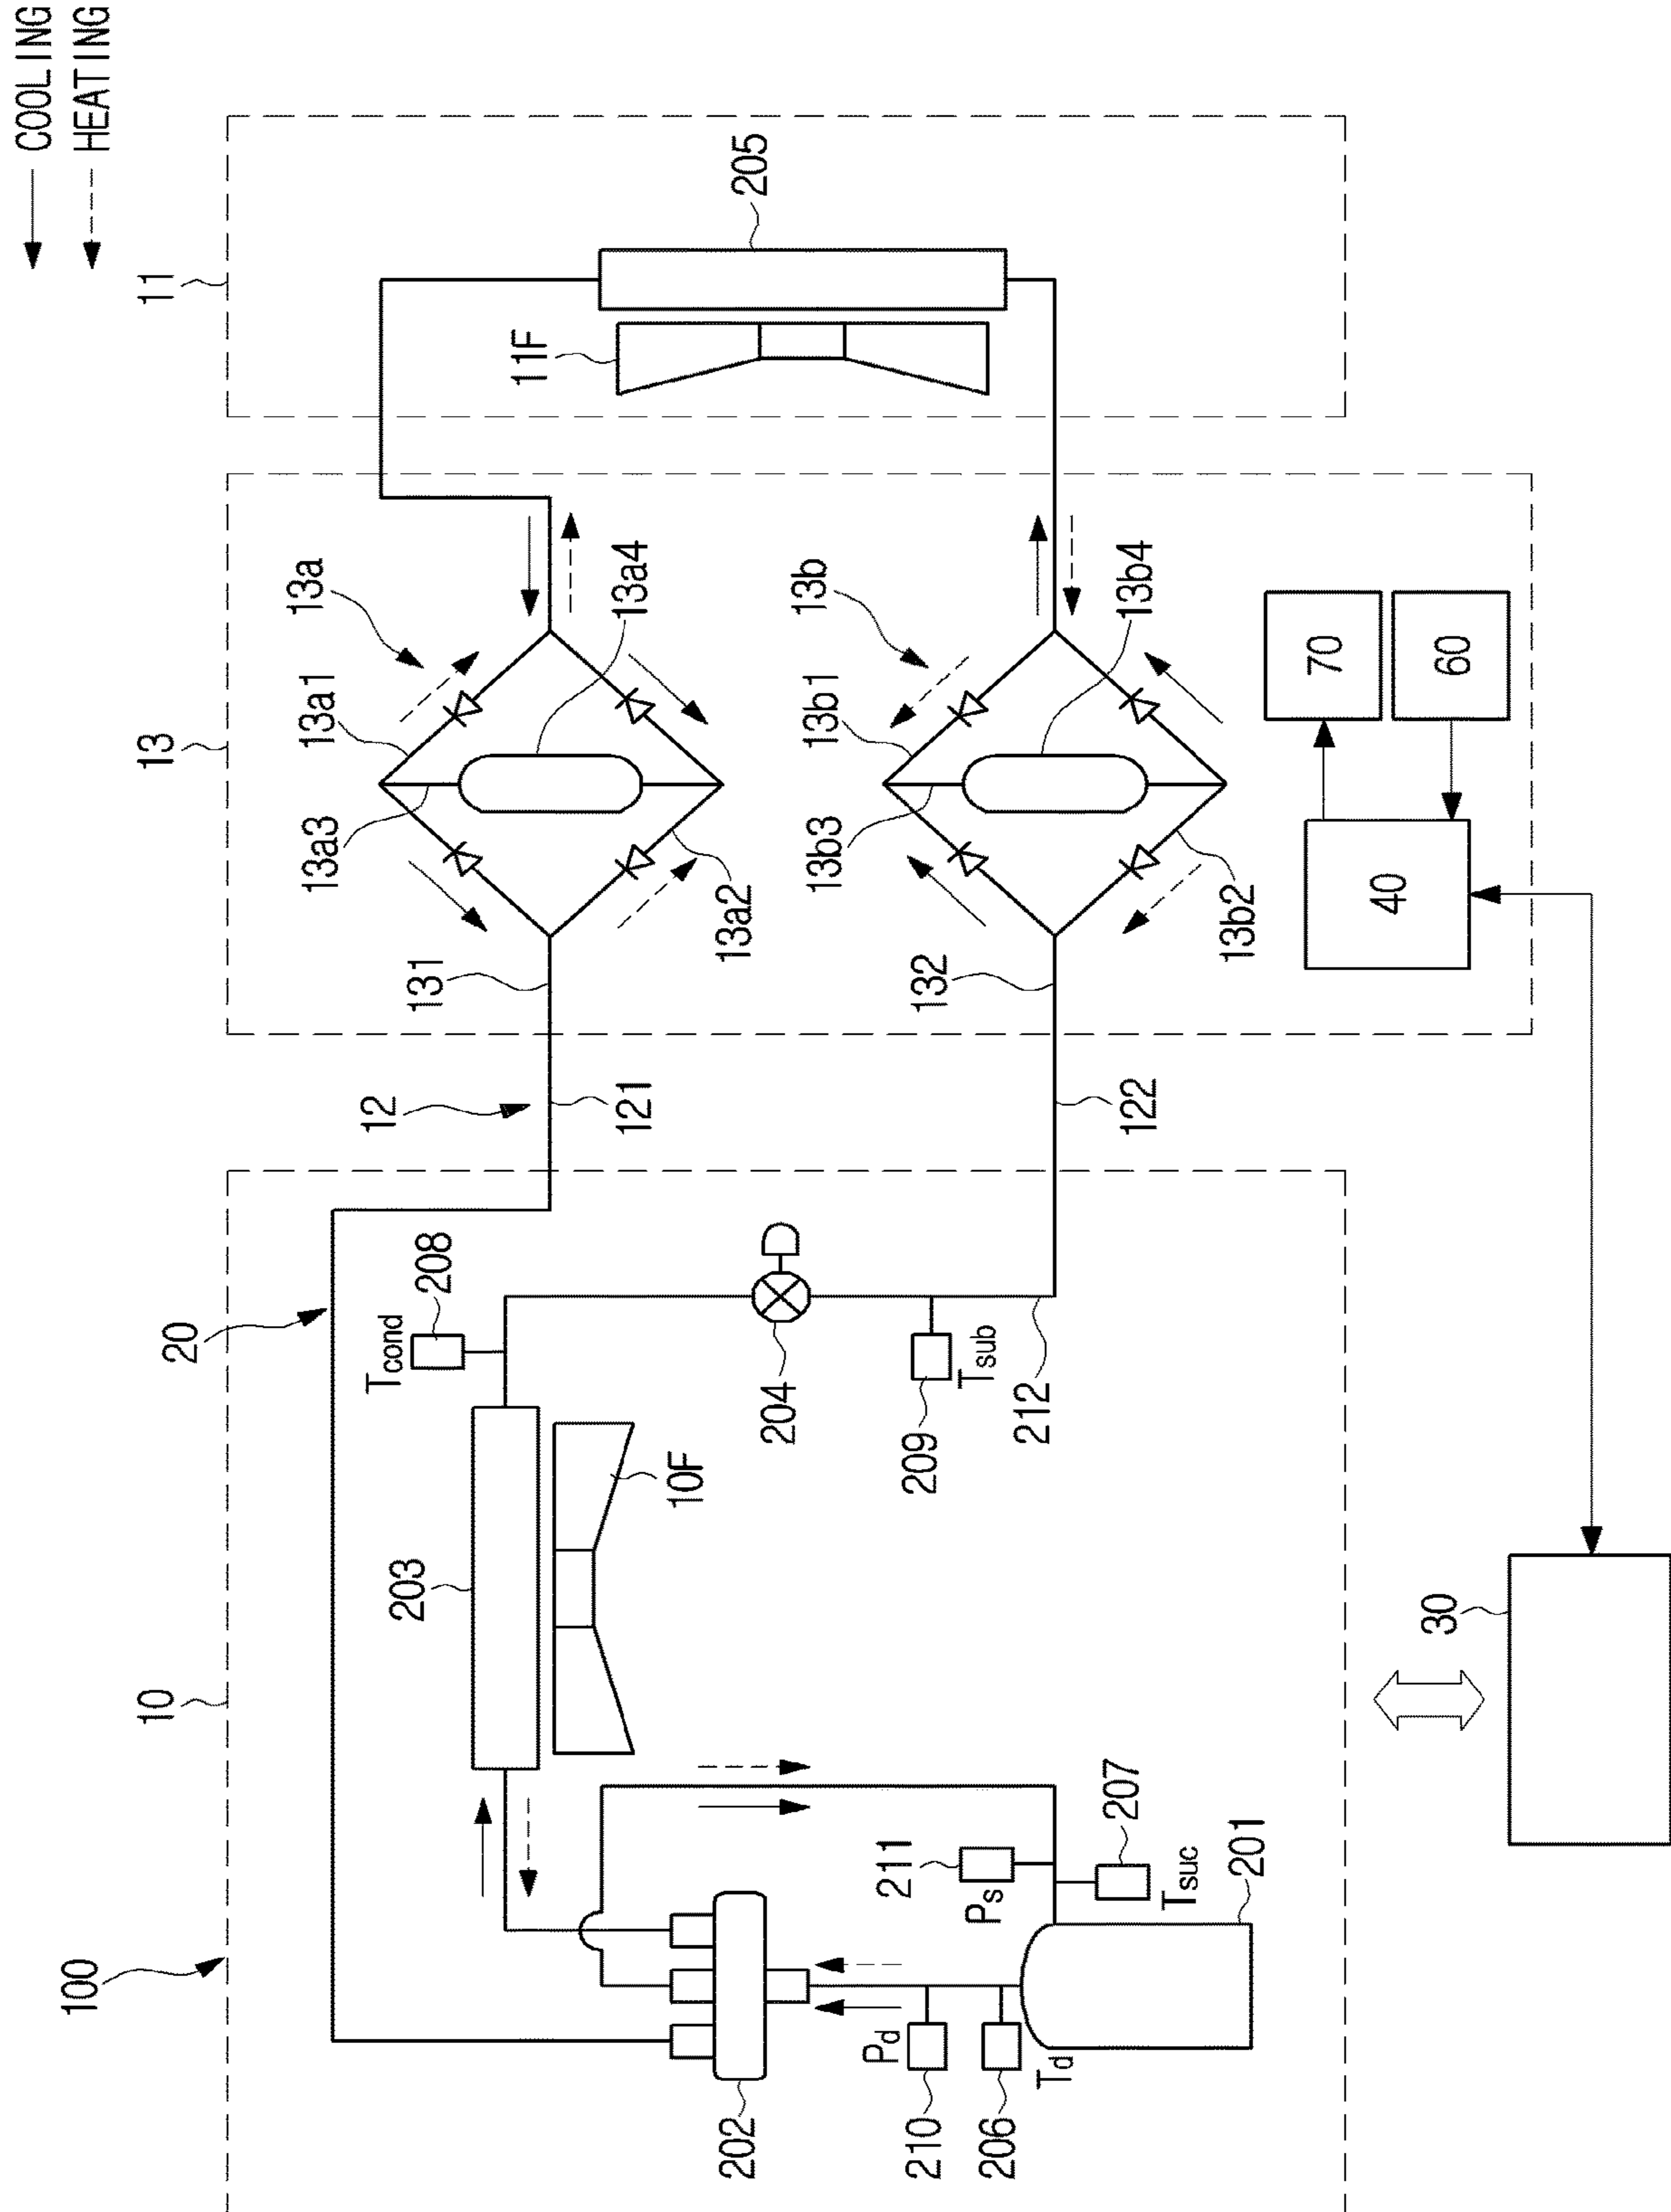 COOLING
HEATING
100
10
13
11
20
13a
13a3
13a1
12
Tcond
203
208
131
11F
121
13a4
10F
202
13a2
205
204
13b
13b3
13b1
Pd
211
210
209
Ps
Tsub
206
212
132
Td
207
122
13b4
Tsuc
201
13b2
70
40
30
60